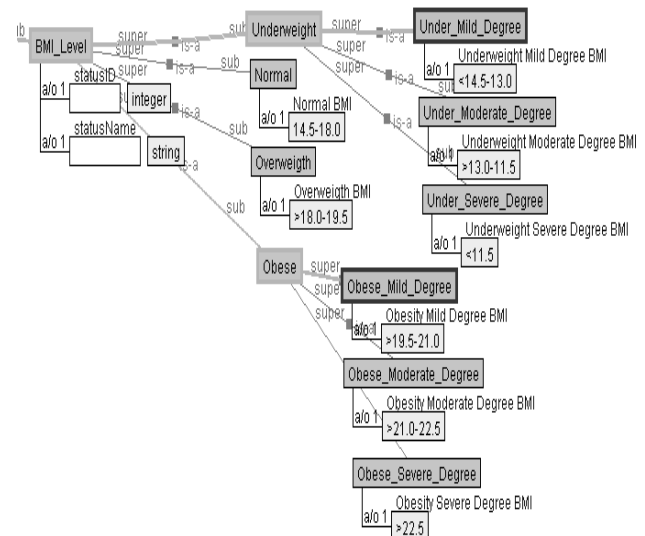 ub
BMI_Level
super
super
super
is-a
sub
Underweight
super
super
super
is-a
Under_Mild_Degree
a/o 1
Underweight Mild Degree BMI
<14.5-13.0
a/o 1
statusID
integer
is-a
sub
Normal
a/o 1
Normal BMI
14.5-18.0
is-a
sub
Under_Moderate_Degree
a/o 1
Underweight Moderate Degree BMI
>13.0-11.5
a/o 1
statusName
string
is-a
sub
Overweigth
a/o 1
Overweigth BMI
>18.0-19.5
is-a
sub
Under_Severe_Degree
a/o 1
Underweight Severe Degree BMI
<11.5
sub
Obese
super
supe
super
Obese_Mild_Degree
a/o 1
Obesity Mild Degree BMI
>19.5-21.0
Obese_Moderate_Degree
a/o 1
Obesity Moderate Degree BMI
>21.0-22.5
Obese_Severe_Degree
a/o 1
Obesity Severe Degree BMI
>22.5